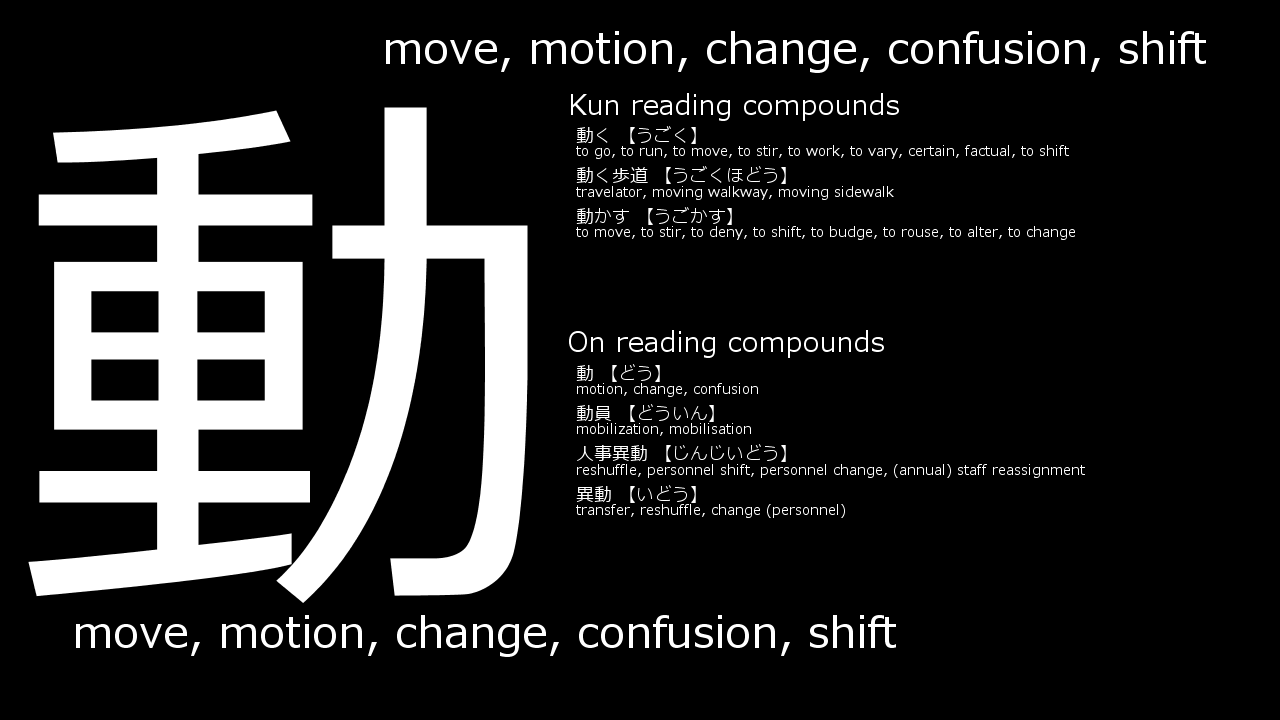 move, motion, change, confusion, shift
動
Kun reading compounds
動く 【うごく】
to go, to run, to move, to stir, to work, to vary, certain, factual, to shift
動く歩道 【うごくほどう】
travelator, moving walkway, moving sidewalk
動かす 【うごかす】
to move, to stir, to deny, to shift, to budge, to rouse, to alter, to change
On reading compounds
動 【どう】
motion, change, confusion
動員 【どういん】
mobilization, mobilisation
人事異動 【じんじいどう】
reshuffle, personnel shift, personnel change, (annual) staff reassignment
異動 【いどう】
transfer, reshuffle, change (personnel)
move, motion, change, confusion, shift